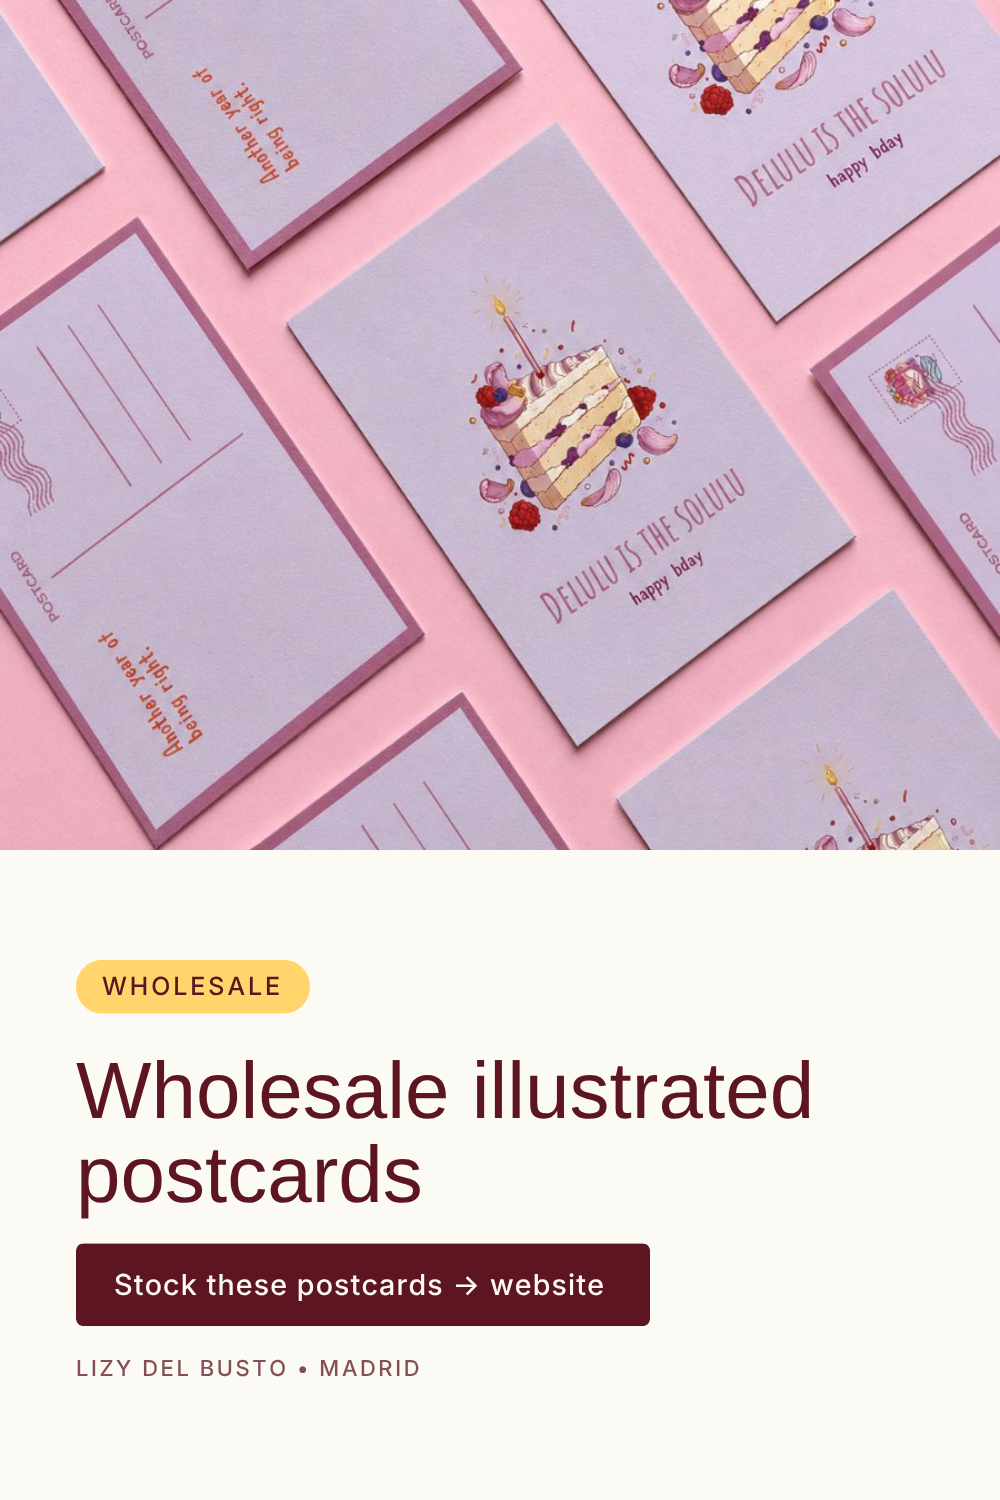 POSTCARD
Another year of
being right.
DELULU IS THE SOLULU
happy bday
DELULU IS THE SOLULU
happy bday
POSTCARD
Another year of
being right.
POSTCARD
WHOLESALE
Wholesale illustrated
postcards
Stock these postcards → website
LIZY DEL BUSTO • MADRID